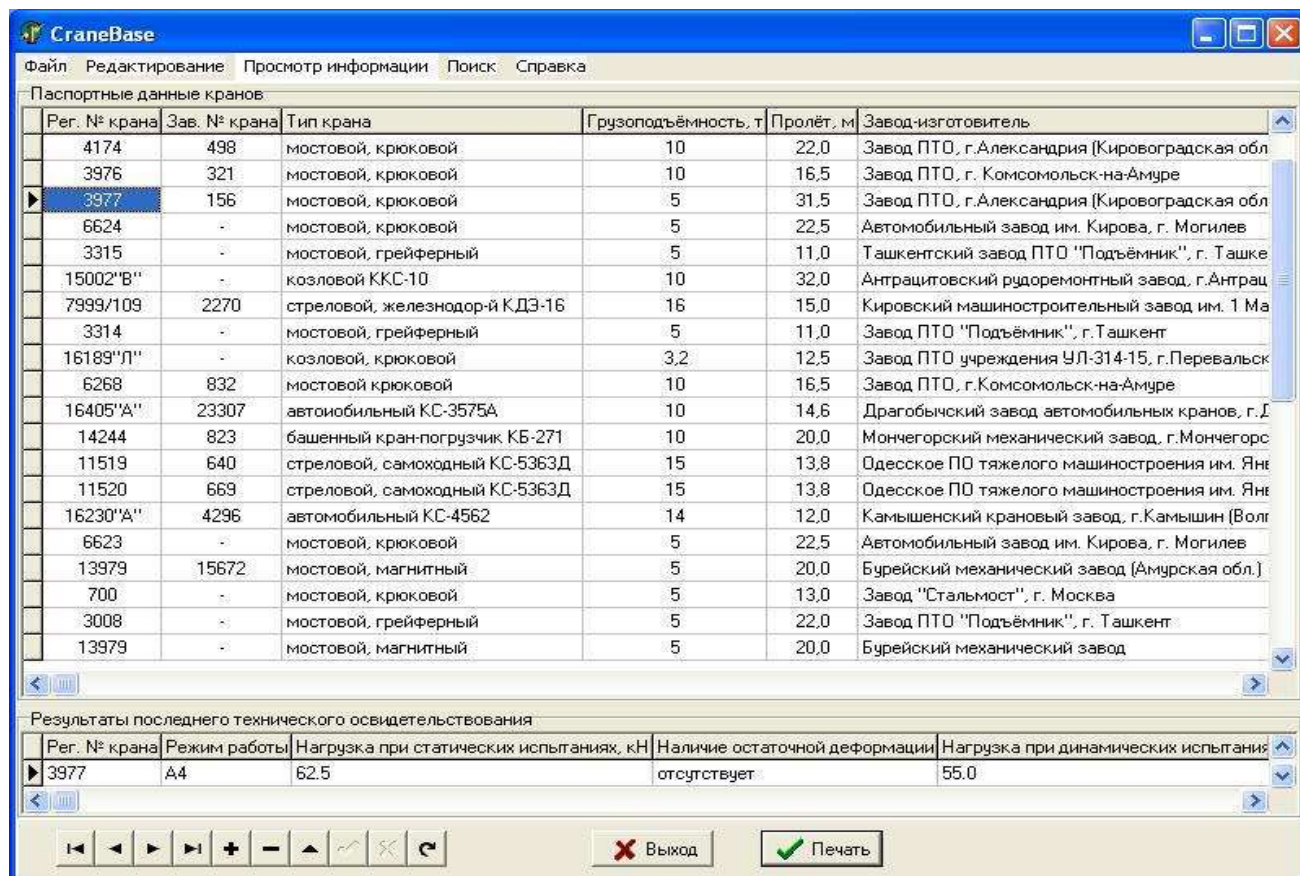 CraneBase
Файл Редактирование Просмотр информации Поиск Справка
Паспортные данные кранов
Рег. № крана Зав. № крана Тип крана Грузоподъёмность, т Пролёт, м Завод-изготовитель
4174 498 мостовой, крюковой 10 22,0 Завод ПТО, г.Александрия (Кировоградская обл
3976 321 мостовой, крюковой 10 16,5 Завод ПТО, г. Комсомольск-на-Амуре
3977 156 мостовой, крюковой 5 31,5 Завод ПТО, г.Александрия (Кировоградская обл
6624 - мостовой, крюковой 5 22,5 Автомобильный завод им. Кирова, г. Могилев
3315 - мостовой, грейферный 5 11,0 Ташкентский завод ПТО "Подъёмник", г. Ташке
15002"В" - козловой ККС-10 10 32,0 Антрацитовский рудоремонтный завод, г.Антрац
7999/109 2270 стреловой, железнодор-й КДЭ-16 16 15,0 Кировский машиностроительный завод им. 1 Ма
3314 - мостовой, грейферный 5 11,0 Завод ПТО "Подъёмник", г.Ташкент
16189"Л" - козловой, крюковой 3,2 12,5 Завод ПТО учреждения УЛ-314-15, г.Перевальск
6268 832 мостовой крюковой 10 16,5 Завод ПТО, г.Комсомольск-на-Амуре
16405"А" 23307 автоиобильный КС-3575А 10 14,6 Драгобычский завод автомобильных кранов, г.Д
14244 823 башенный кран-погрузчик КБ-271 10 20,0 Мончегорский механический завод, г.Мончегорс
11519 640 стреловой, самоходный КС-5363Д 15 13,8 Одесское ПО тяжелого машиностроения им. Янв
11520 669 стреловой, самоходный КС-5363Д 15 13,8 Одесское ПО тяжелого машиностроения им. Янв
16230"А" 4296 автомобильный КС-4562 14 12,0 Камышенский крановый завод, г.Камышин (Волг
6623 - мостовой, крюковой 5 22,5 Автомобильный завод им. Кирова, г. Могилев
13979 15672 мостовой, магнитный 5 20,0 Бурейский механический завод (Амурская обл.)
700 - мостовой, крюковой 5 13,0 Завод "Стальмост", г. Москва
3008 - мостовой, грейферный 5 22,0 Завод ПТО "Подъёмник", г. Ташкент
13979 - мостовой, магнитный 5 20,0 Бурейский механический завод
Результаты последнего технического освидетельствования
Рег. № крана Режим работы Нагрузка при статических испытаниях, кН Наличие остаточной деформации Нагрузка при динамических испытания
3977 А4 62.5 отсутствует 55.0
Выход Печать